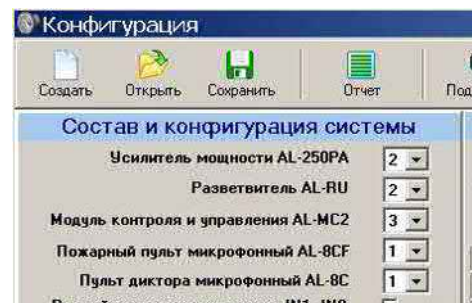 Конфигурация
Создать Открыть Сохранить Отчет
Состав и конфигурация системы
Усилитель мощности AL-250PA 2
Разветвитель AL-RU 2
Модуль контроля и управления AL-MC2 3
Пожарный пульт микрофонный AL-8CF 1
Пульт диктора микрофонный AL-8C 1